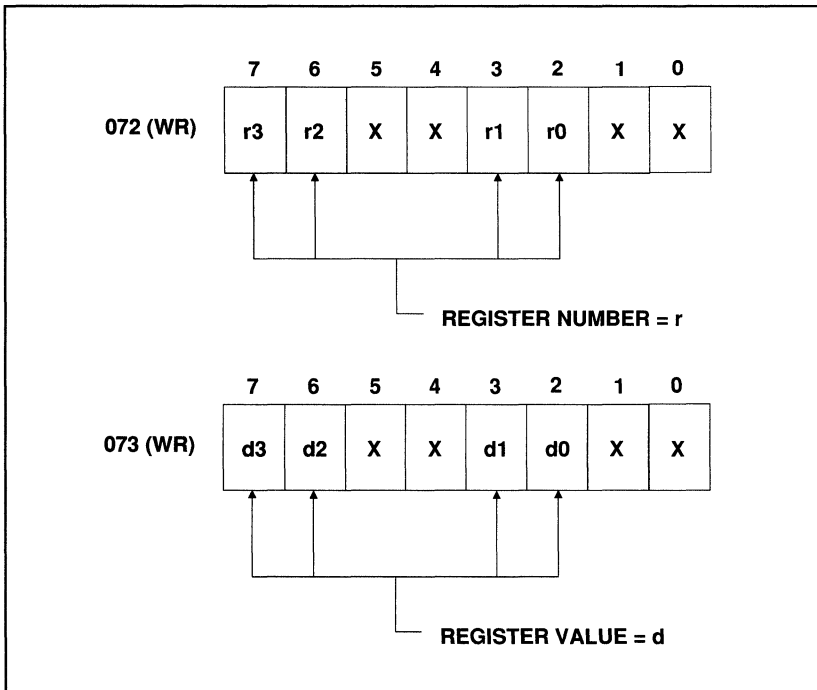 7 6 5 4 3 2 1 0
072 (WR) r3 r2 X X r1 r0 X X
REGISTER NUMBER = r
7 6 5 4 3 2 1 0
073 (WR) d3 d2 X X d1 d0 X X
REGISTER VALUE = d